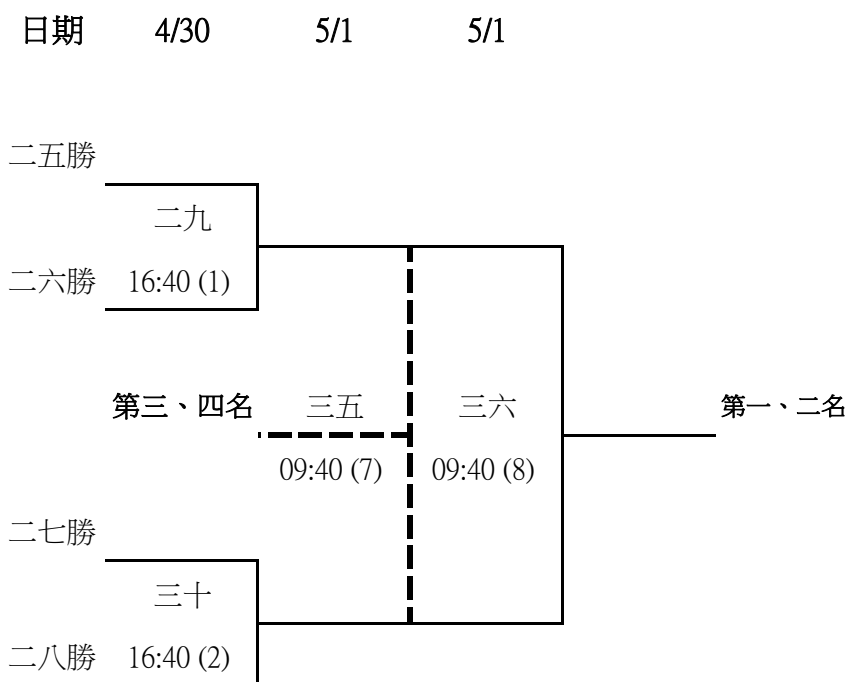 日期 4/30 5/1 5/1
二五勝
二九
二六勝 16:40 (1)
第三、四名 三五 三六 第一、二名
09:40 (7) 09:40 (8)
二七勝
三十
二八勝 16:40 (2)